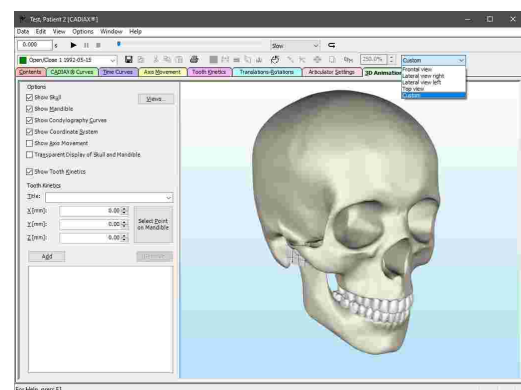 Test, Patient 2 [CADIAX®]
Data Edit View Options Window Help
0.000 s Slow
Open/Close 1 1992-05-15 250.0% Custom
Contents CADIAX® Curves Time Curves Axis Movement Tooth Kinetics Translations-Rotations Articulator Settings 3D Animation
Frontal view
Lateral view right
Lateral view left
Top view
Custom
Options
Show Skull Views...
Show Mandible
Show Condylography Curves
Show Coordinate System
Show Axis Movement
Transparent Display of Skull and Mandible
Show Tooth Kinetics
Tooth Kinetics
Title:
X [mm]: 0.00
Y [mm]: 0.00 Select Point on Mandible
Z [mm]: 0.00
Add
For Help, press F1